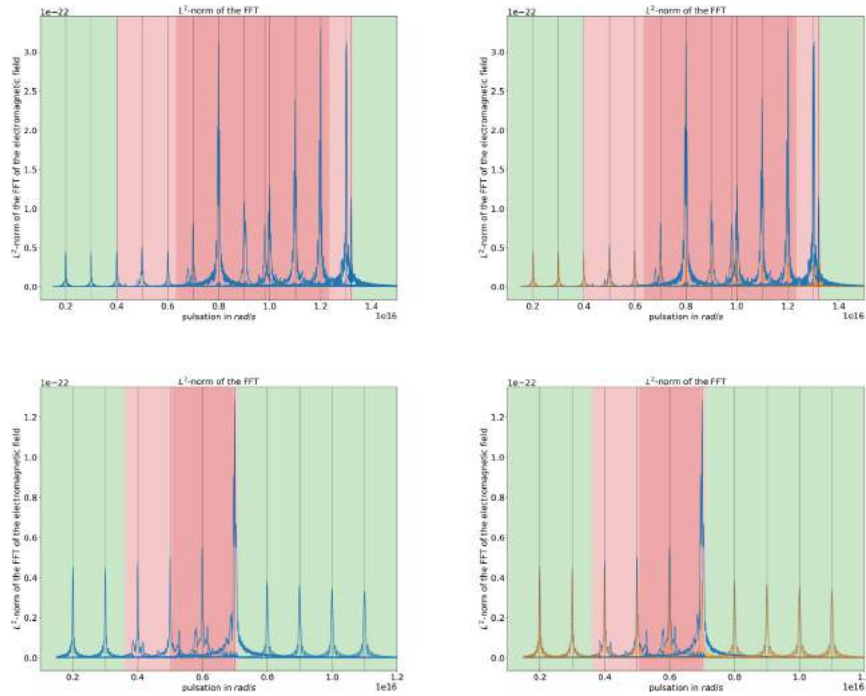 1e-22
L²-norm of the FFT
L²-norm of the FFT of the electromagnetic field
3.0
2.5
2.0
1.5
1.0
0.5
0.0
0.2 0.4 0.6 0.8 1.0 1.2 1.4
pulsation in rad/s
1e16
1e-22
L²-norm of the FFT
L²-norm of the FFT of the electromagnetic field
3.0
2.5
2.0
1.5
1.0
0.5
0.0
0.2 0.4 0.6 0.8 1.0 1.2 1.4
pulsation in rad/s
1e16
1e-22
L²-norm of the FFT
L²-norm of the FFT of the electromagnetic field
1.2
1.0
0.8
0.6
0.4
0.2
0.0
0.2 0.4 0.6 0.8 1.0 1.2
pulsation in rad/s
1e16
1e-22
L²-norm of the FFT
L²-norm of the FFT of the electromagnetic field
1.2
1.0
0.8
0.6
0.4
0.2
0.0
0.2 0.4 0.6 0.8 1.0
pulsation in rad/s
1e16